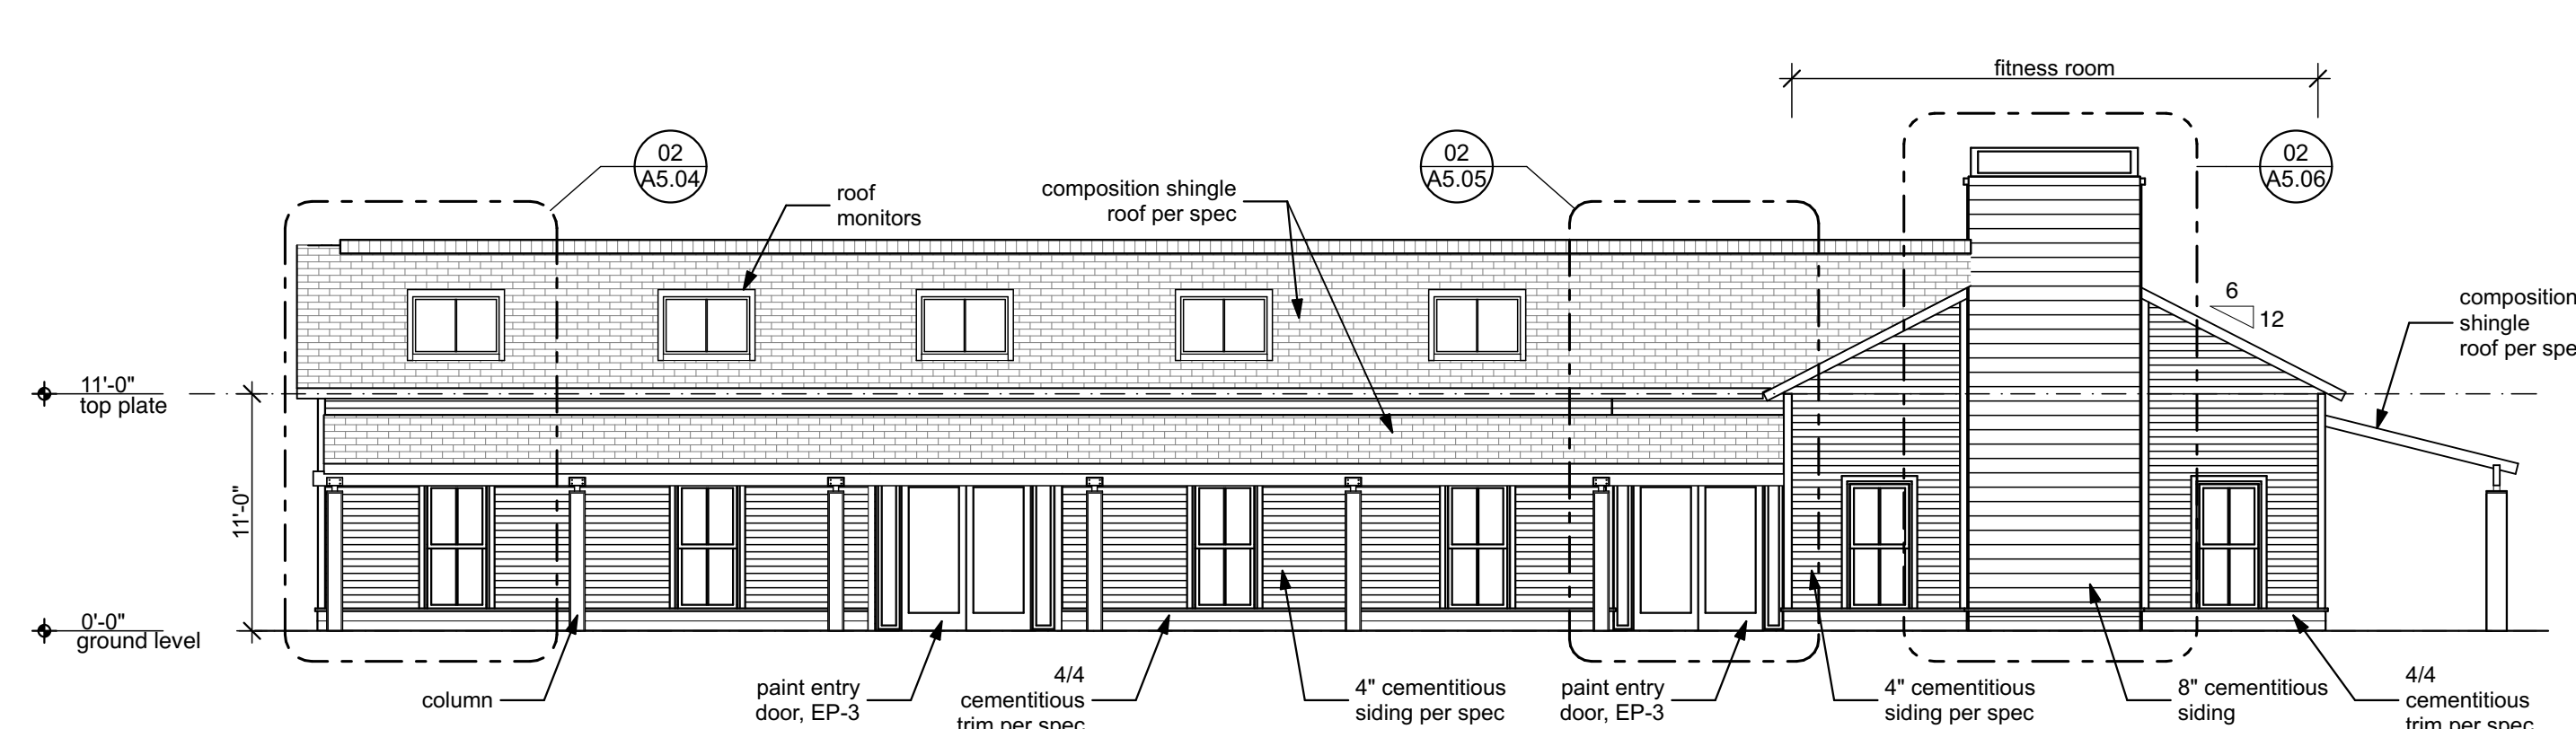 fitness room
02
A5.04
02
A5.05
02
A5.06
roof
monitors
composition shingle
roof per spec
6
12
composition
shingle
roof per spe
11'-0"
top plate
11'-0"
0'-0"
ground level
column
paint entry
door, EP-3
4/4
cementitious
trim per spec
4" cementitious
siding per spec
paint entry
door, EP-3
4" cementitious
siding per spec
8" cementitious
siding
4/4
cementitious
trim per spec